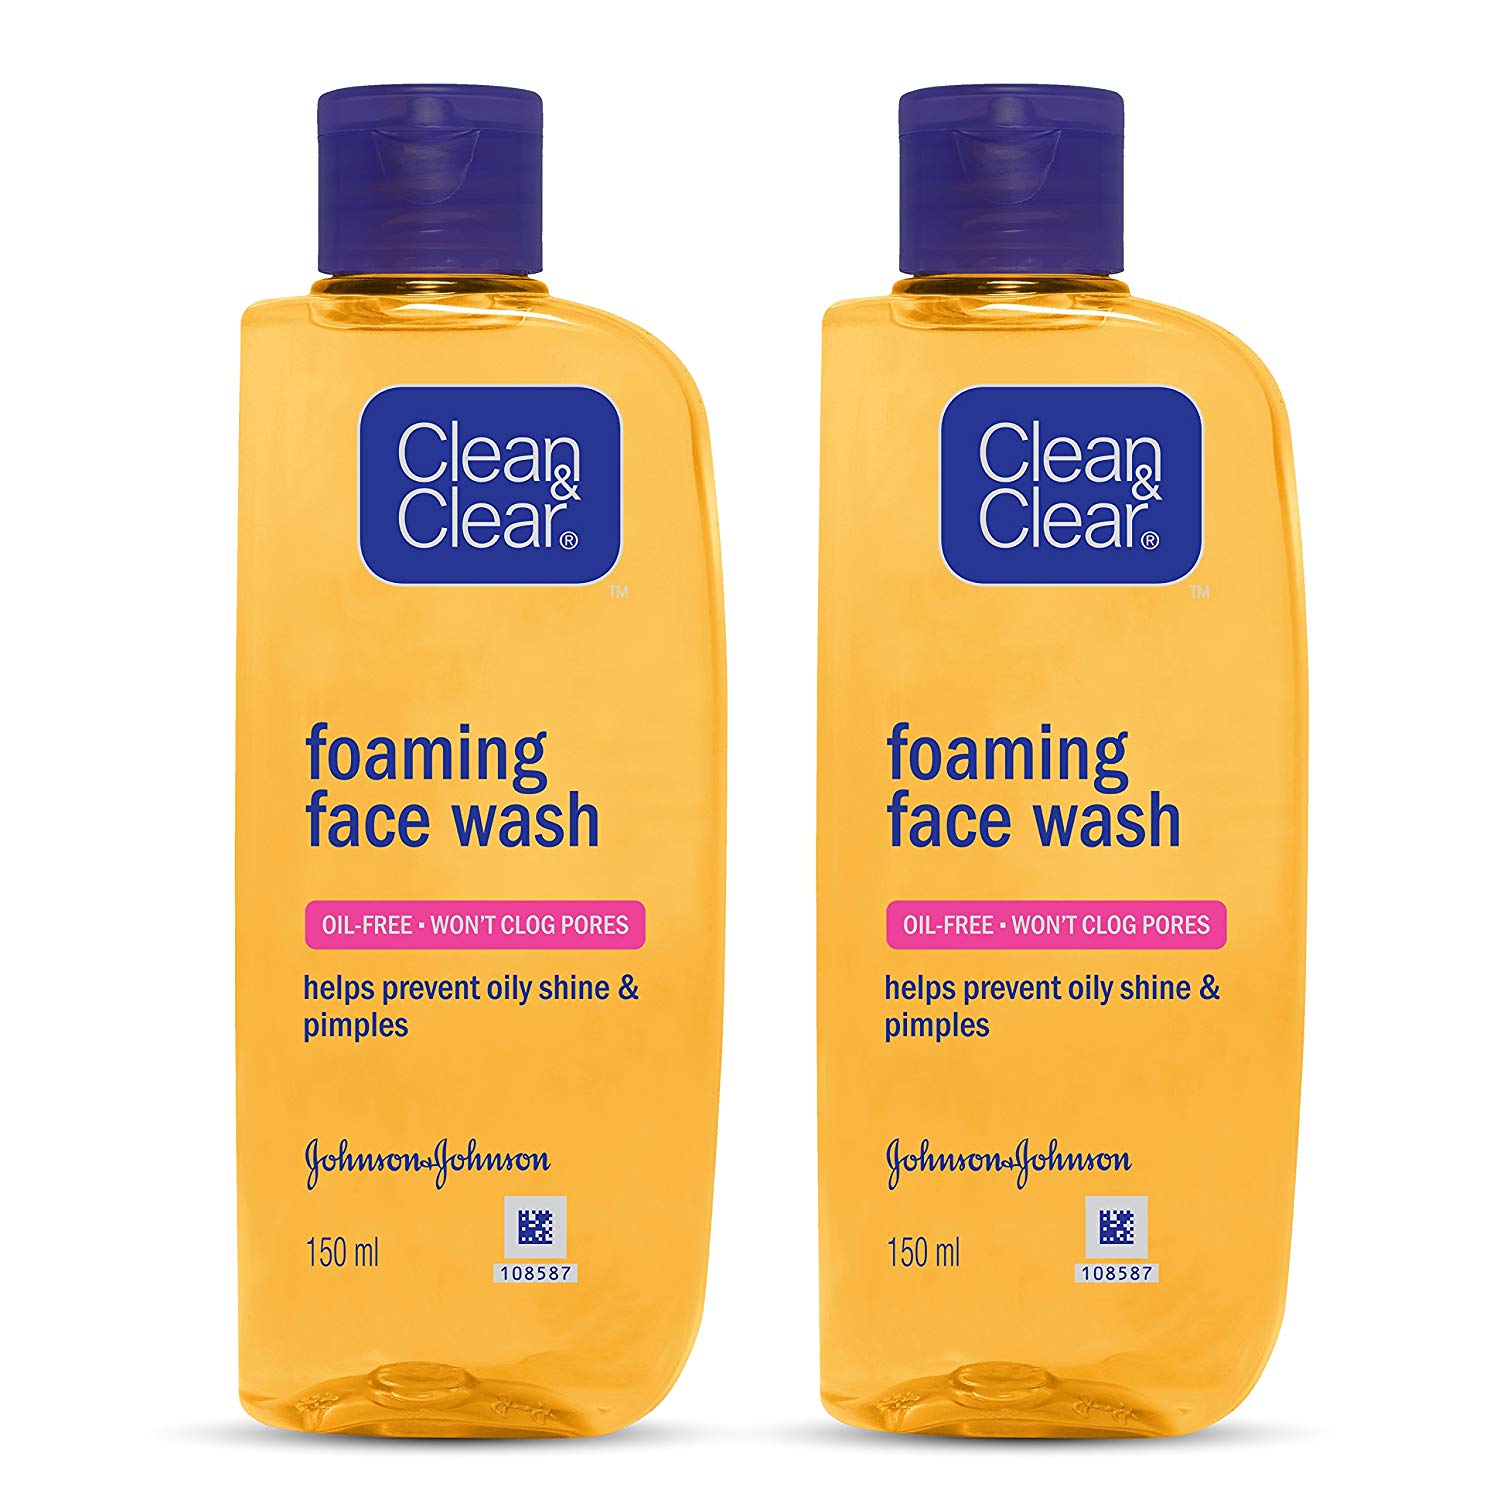 Clean
&
Clear®
TM
foaming
face wash
OIL-FREE ▪ WON'T CLOG PORES
helps prevent oily shine &
pimples
Johnson & Johnson
150 ml
108587
Clean
&
Clear®
TM
foaming
face wash
OIL-FREE ▪ WON'T CLOG PORES
helps prevent oily shine &
pimples
Johnson & Johnson
150 ml
108587